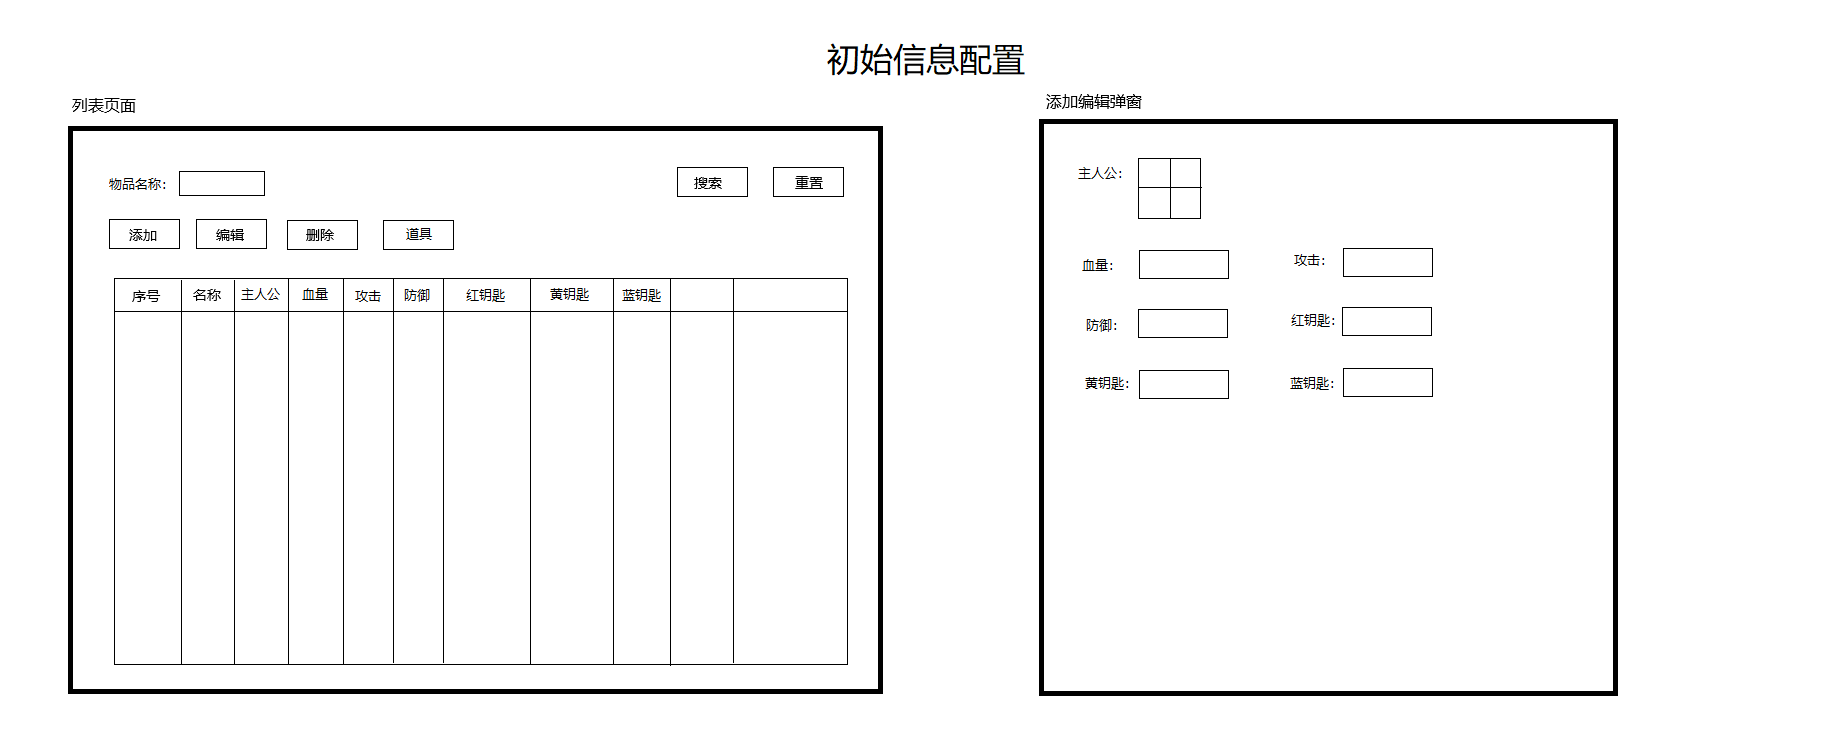 初始信息配置
列表页面
物品名称:
搜索
重置
添加
编辑
删除
道具
序号 名称 主人公 血量 攻击 防御 红钥匙 黄钥匙 蓝钥匙
添加编辑弹窗
主人公:
血量:
攻击:
防御:
红钥匙:
黄钥匙:
蓝钥匙: